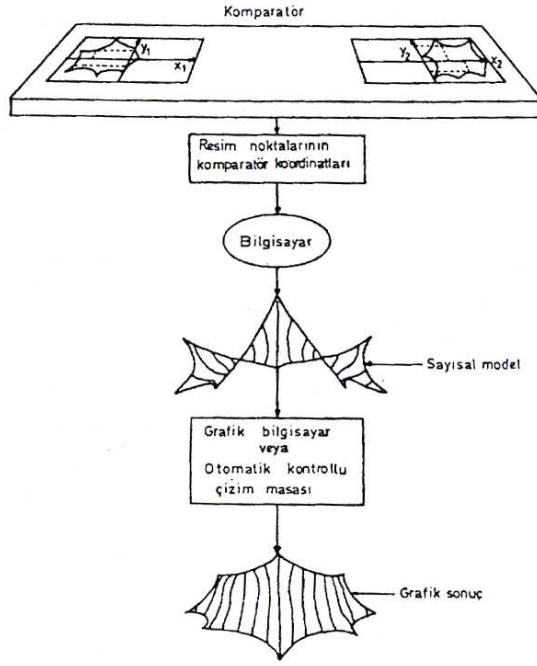 Komparatör
y1
x1
y2
x2
Resim noktalarının
komparatör koordinatları
Bilgisayar
Sayısal model
Grafik bilgisayar
veya
Otomatik kontrollu
çizim masası
Grafik sonuç